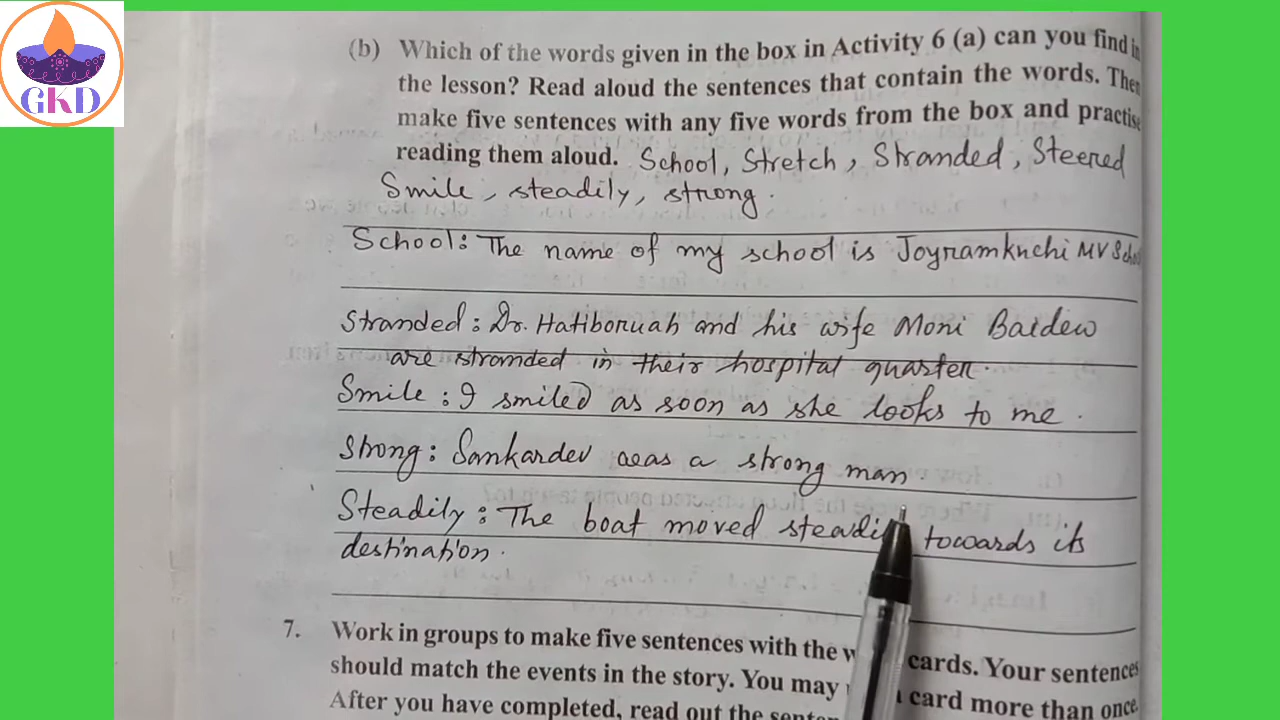 GKD
(b) Which of the words given in the box in Activity 6 (a) can you find in
the lesson? Read aloud the sentences that contain the words. Then
make five sentences with any five words from the box and practise
reading them aloud. School, Stretch, Stranded, Steered
Smile, steadily, strong.
School: The name of my school is Joyramkuchi MV School
Stranded: Dr. Hatiboruah and his wife Moni Baidew
are stranded in their hospital quarter.
Smile: I smiled as soon as she looks to me.
Strong: Sankardev was a strong man.
Steadily: The boat moved steadily towards its
destination.
7. Work in groups to make five sentences with the cards. Your sentences
should match the events in the story. You may card more than once.
After you have completed, read out the